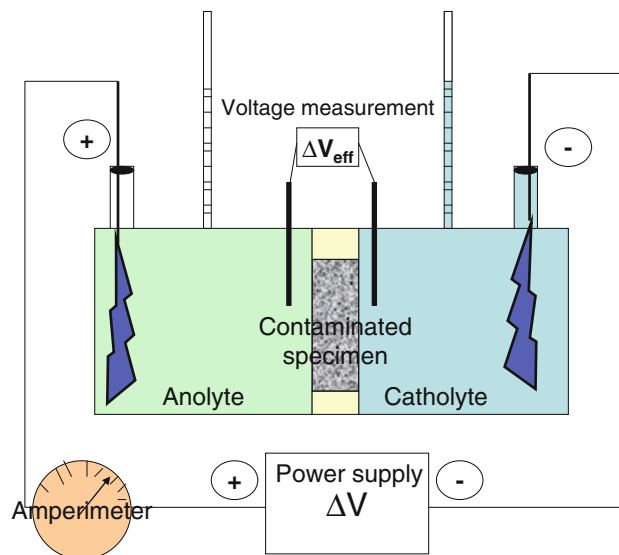 Voltage measurement
+
ΔVeff
-
Contaminated
specimen
Anolyte
Catholyte
+
Power supply
ΔV
-
Amperimeter